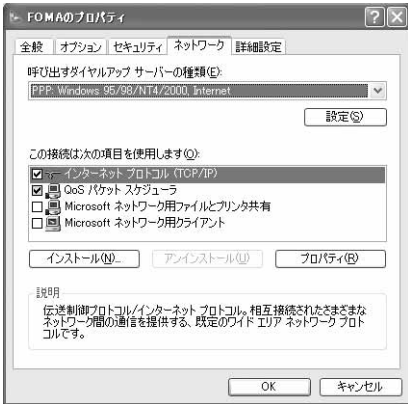 FOMAのプロパティ
全般 オプション セキュリティ ネットワーク 詳細設定
呼び出すダイヤルアップ サーバーの種類(E):
PPP: Windows 95/98/NT4/2000, Internet
設定(S)
この接続は次の項目を使用します(O):
インターネット プロトコル (TCP/IP)
QoS パケット スケジューラ
Microsoft ネットワーク用ファイルとプリンタ共有
Microsoft ネットワーク用クライアント
インストール(N)... アンインストール(U) プロパティ(R)
説明
伝送制御プロトコル/インターネット プロトコル。相互接続されたさまざまな
ネットワーク間の通信を提供する、既定のワイド エリア ネットワーク プロト
コルです。
OK キャンセル